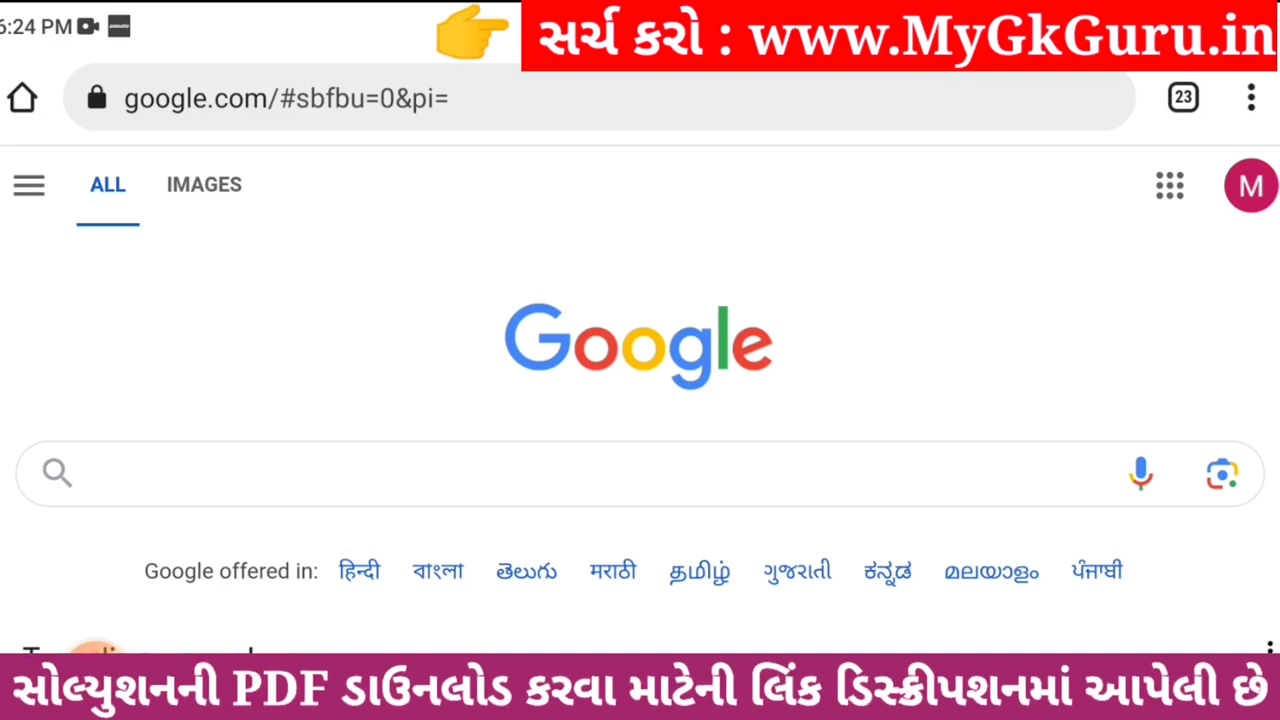 6:24 PM
સર્ચ કરો : www.MyGkGuru.in
google.com/#sbfbu=0&pi=
23
ALL IMAGES
M
Google
Google offered in: हिन्दी বাংলা తెలుగు मराठी தமிழ் ગુજરાતી ಕನ್ನಡ മലയാളം ਪੰਜਾਬੀ
સોલ્યુશનની PDF ડાઉનલોડ કરવા માટેની લિંક ડિસ્ક્રીપશનમાં આપેલી છે